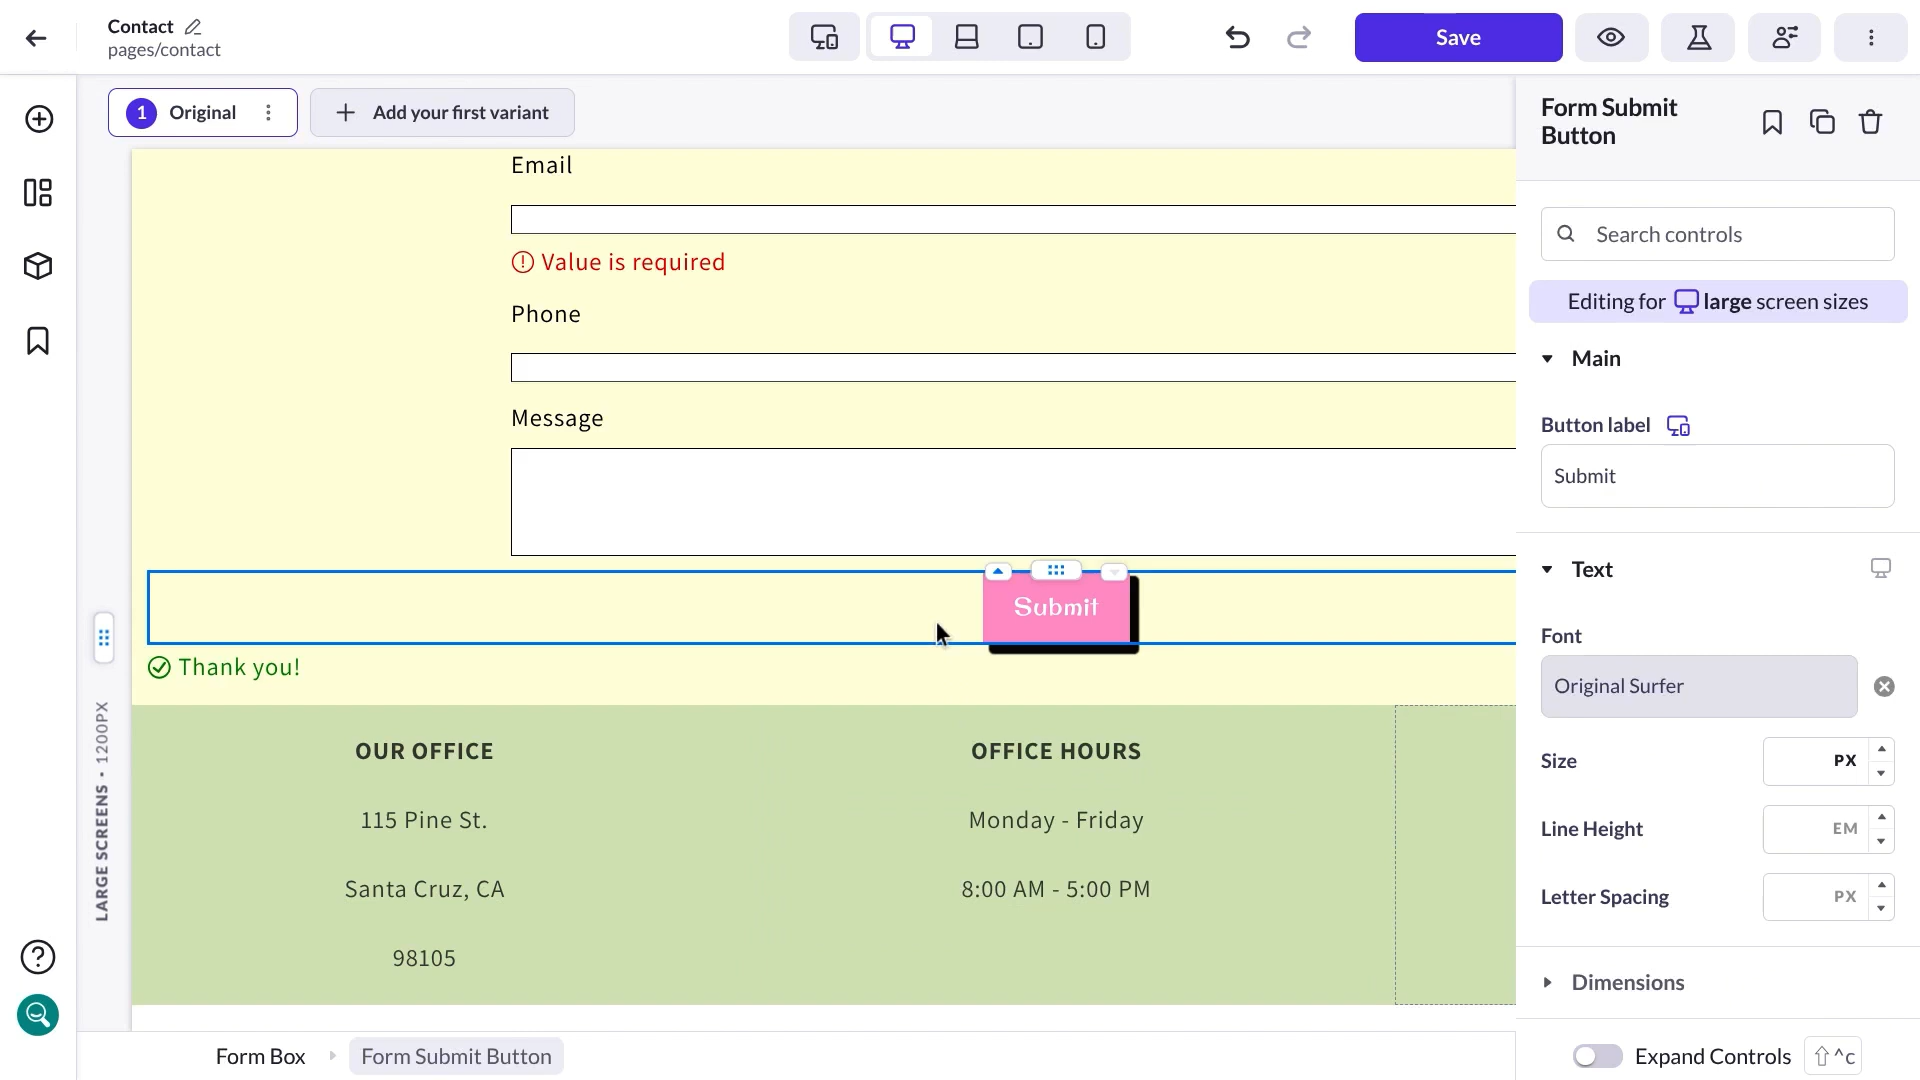 Contact
pages/contact
Save
1 Original
Add your first variant
Form Submit
Button
Search controls
Editing for large screen sizes
Main
Button label
Submit
Text
Font
Original Surfer
Size
PX
Line Height
EM
Letter Spacing
PX
Dimensions
Expand Controls
⇧^c
Email
Value is required
Phone
Message
Submit
Thank you!
OUR OFFICE
115 Pine St.
Santa Cruz, CA
98105
OFFICE HOURS
Monday - Friday
8:00 AM - 5:00 PM
LARGE SCREENS • 1200PX
Form Box
Form Submit Button